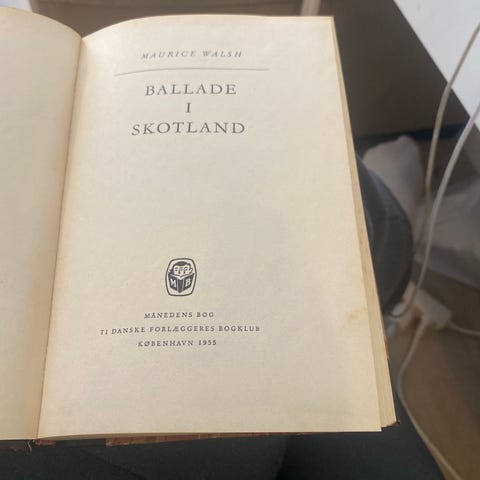 MAURICE WALSH
BALLADE
I
SKOTLAND
M B
MÅNEDENS BOG
TI DANSKE FORLÆGGERES BOGKLUB
KØBENHAVN 1955